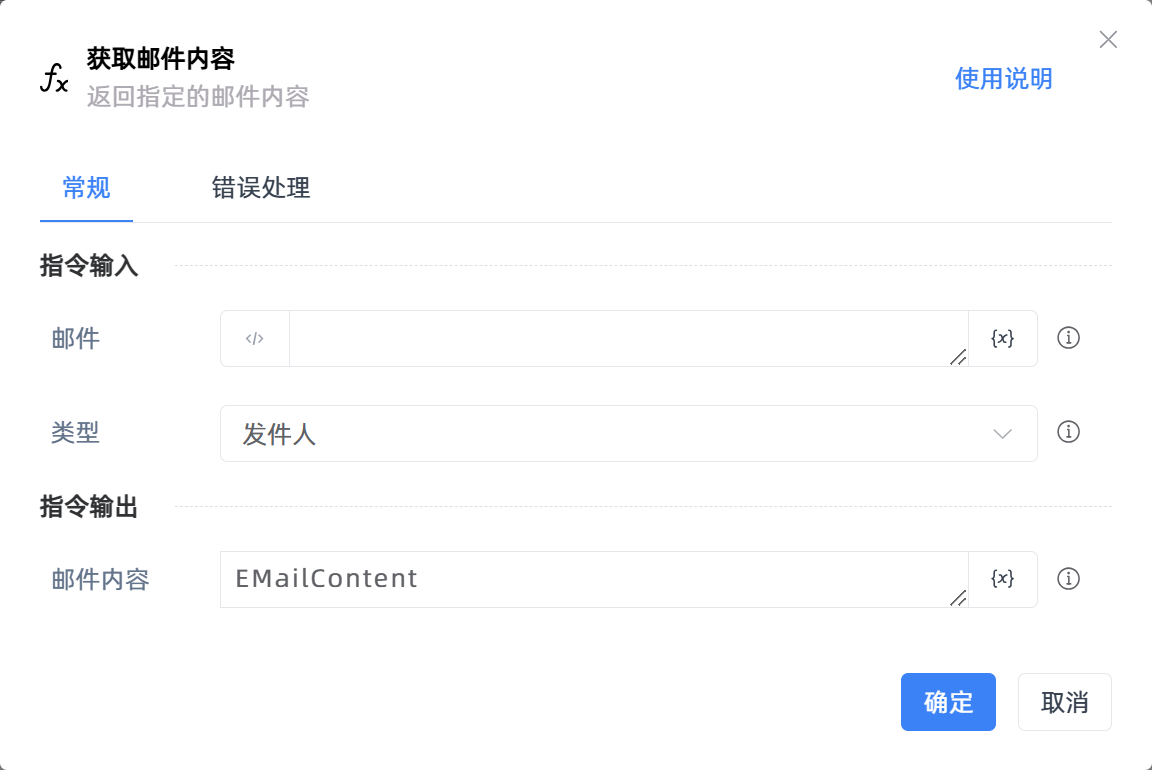 获取邮件内容
返回指定的邮件内容
使用说明
常规
错误处理
指令输入
邮件
</>
{x}
类型
发件人
指令输出
邮件内容
EMailContent
{x}
确定
取消